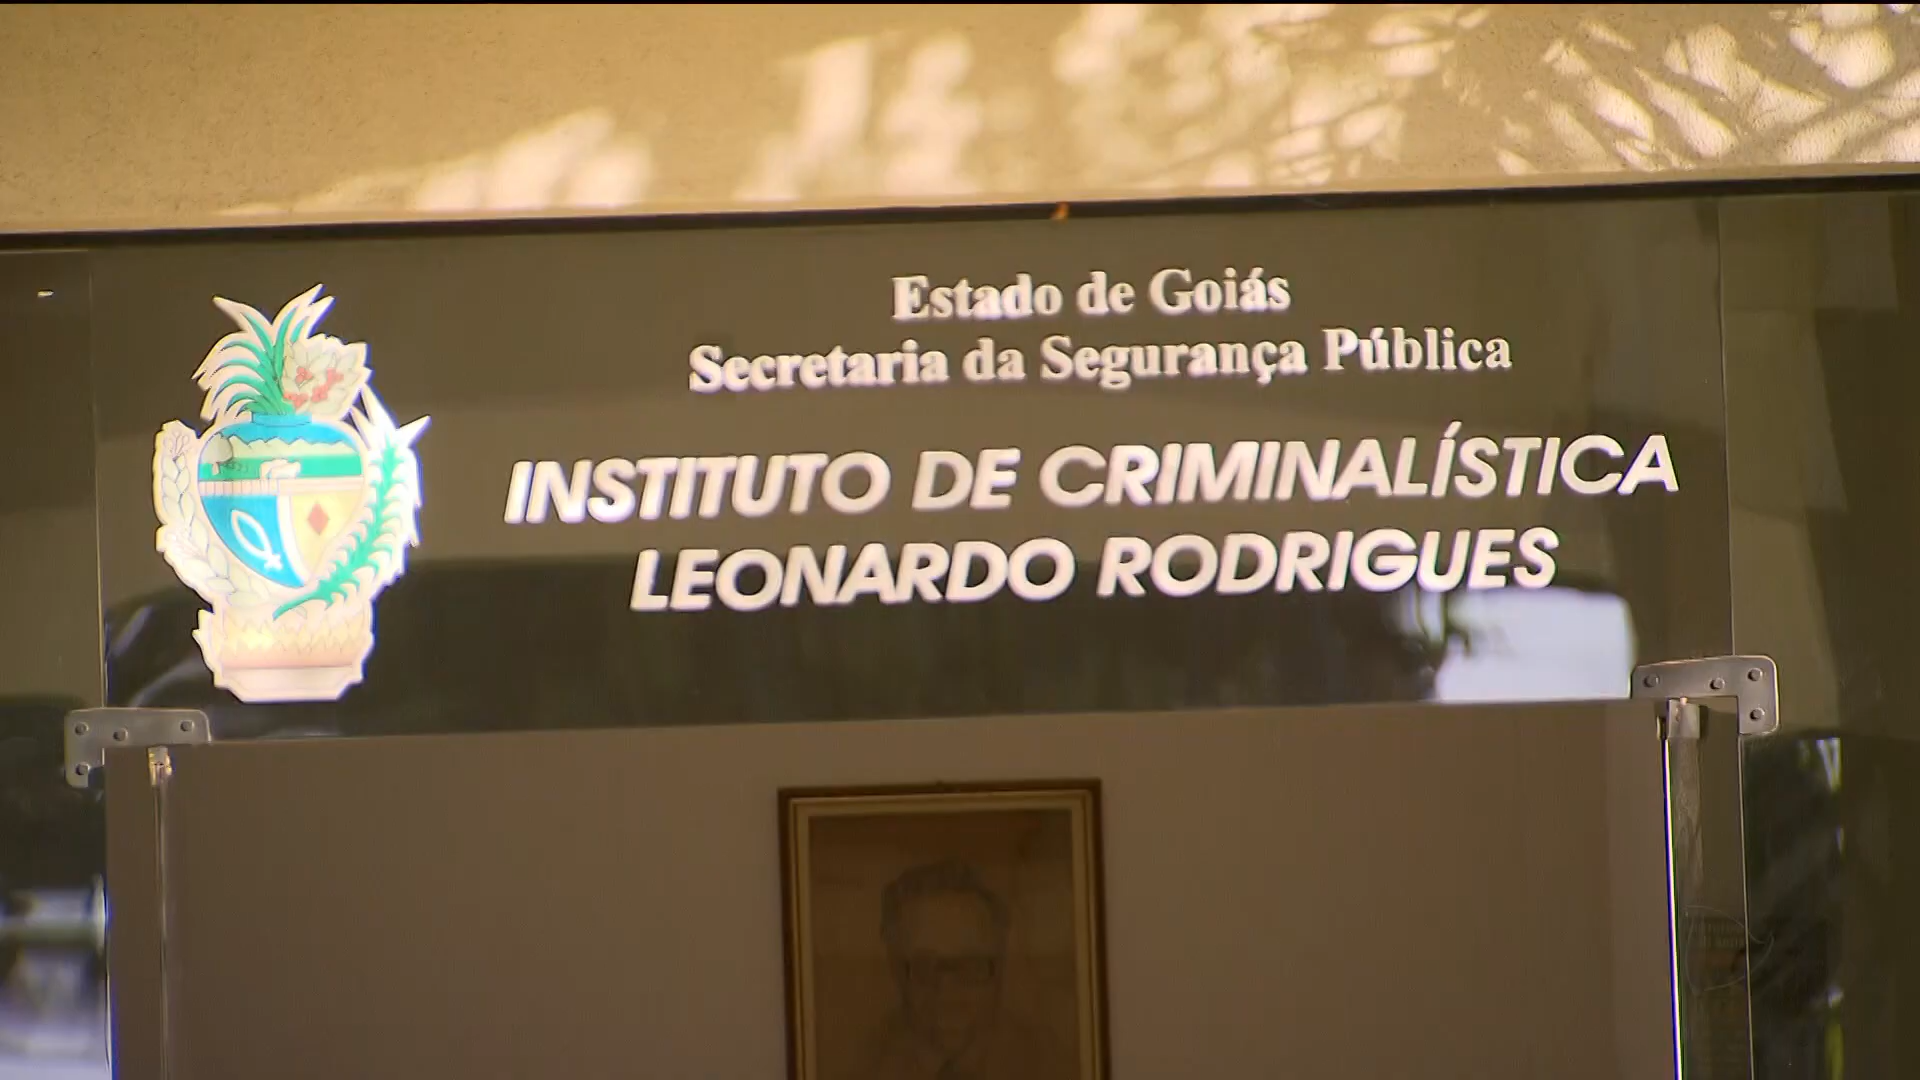 Estado de Goiás
Secretaria da Segurança Pública
INSTITUTO DE CRIMINALÍSTICA
LEONARDO RODRIGUES